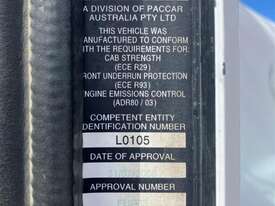 A DIVISION OF PACCAR
AUSTRALIA PTY LTD
THIS VEHICLE WAS
MANUFACTURED TO CONFORM
WITH THE REQUIREMENTS FOR:
CAB STRENGTH
(ECE R29)
RONT UNDERRUN PROTECTION
(ECE R93)
ENGINE EMISSIONS CONTROL
(ADR80 / 03)
COMPETENT ENTITY
IDENTIFICATION NUMBER
L0105
DATE OF APPROVAL
APPROVAL NUMBER